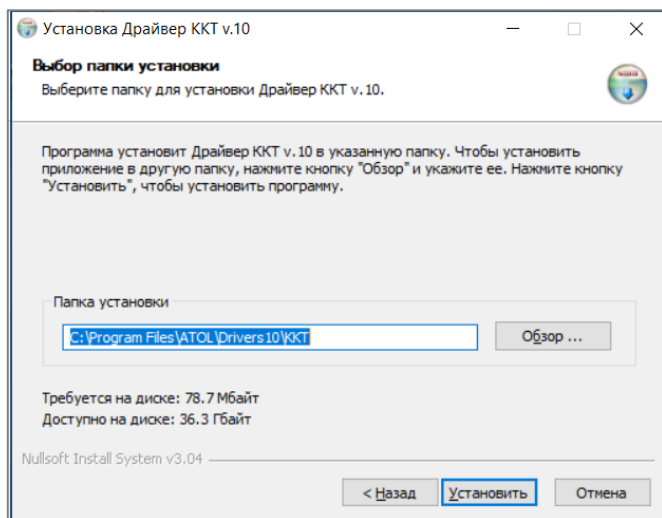 Установка Драйвер ККТ v.10
Выбор папки установки
Выберите папку для установки Драйвер ККТ v.10.
Программа установит Драйвер ККТ v.10 в указанную папку. Чтобы установить
приложение в другую папку, нажмите кнопку "Обзор" и укажите ее. Нажмите кнопку
"Установить", чтобы установить программу.
Папка установки
C:\Program Files\ATOL\Drivers10\KKT
Обзор ...
Требуется на диске: 78.7 Мбайт
Доступно на диске: 36.3 Гбайт
Nullsoft Install System v3.04
< Назад Установить Отмена